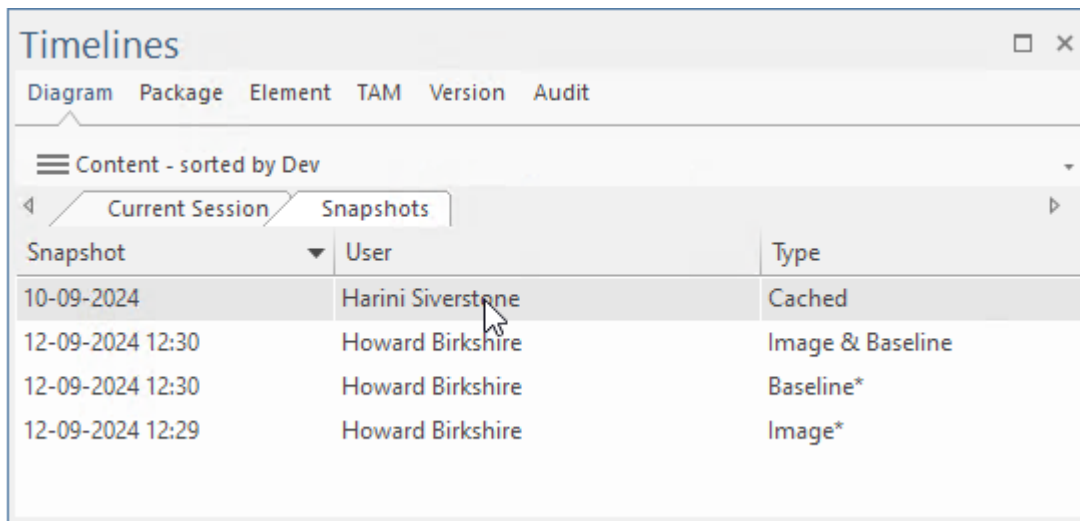 Timelines
Diagram Package Element TAM Version Audit
Content - sorted by Dev
Current Session Snapshots
Snapshot User Type
10-09-2024 Harini Siverstone Cached
12-09-2024 12:30 Howard Birkshire Image & Baseline
12-09-2024 12:30 Howard Birkshire Baseline*
12-09-2024 12:29 Howard Birkshire Image*